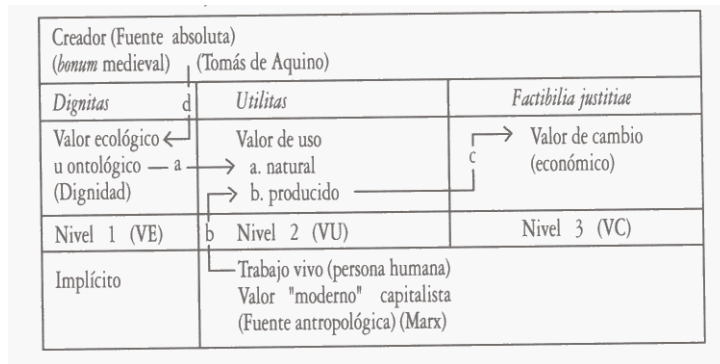 Creador (Fuente absoluta)
(bonum medieval) (Tomás de Aquino)
Dignitas d Utilitas Factibilia justitiae
Valor ecológico Valor de uso Valor de cambio
u ontológico a a. natural c (económico)
(Dignidad) b. producido
Nivel 1 (VE) b Nivel 2 (VU) Nivel 3 (VC)
Implícito Trabajo vivo (persona humana)
Valor "moderno" capitalista
(Fuente antropológica) (Marx)